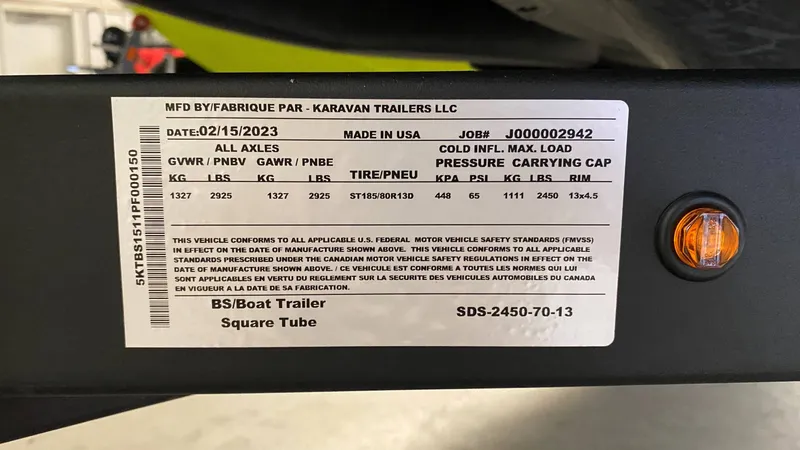 MFD BY/FABRIQUE PAR - KARAVAN TRAILERS LLC
DATE:02/15/2023 MADE IN USA JOB# J000002942
ALL AXLES COLD INFL. MAX. LOAD
GVWR / PNBV GAWR / PNBE TIRE/PNEU PRESSURE CARRYING CAP
KG LBS KG LBS KPA PSI KG LBS RIM
1327 2925 1327 2925 ST185/80R13D 448 65 1111 2450 13x4.5
THIS VEHICLE CONFORMS TO ALL APPLICABLE U.S. FEDERAL MOTOR VEHICLE SAFETY STANDARDS (FMVSS)
IN EFFECT ON THE DATE OF MANUFACTURE SHOWN ABOVE. THIS VEHICLE CONFORMS TO ALL APPLICABLE
STANDARDS PRESCRIBED UNDER THE CANADIAN MOTOR VEHICLE SAFETY REGULATIONS IN EFFECT ON THE
DATE OF MANUFACTURE SHOWN ABOVE. / CE VEHICULE EST CONFORME A TOUTES LES NORMES QUI LUI
SONT APPLICABLES EN VERTU DU REGLEMENT SUR LA SECURITE DES VEHICULES AUTOMOBILES DU CANADA
EN VIGUEUR A LA DATE DE SA FABRICATION.
BS/Boat Trailer
Square Tube
SDS-2450-70-13
5KTBS1511PF000150